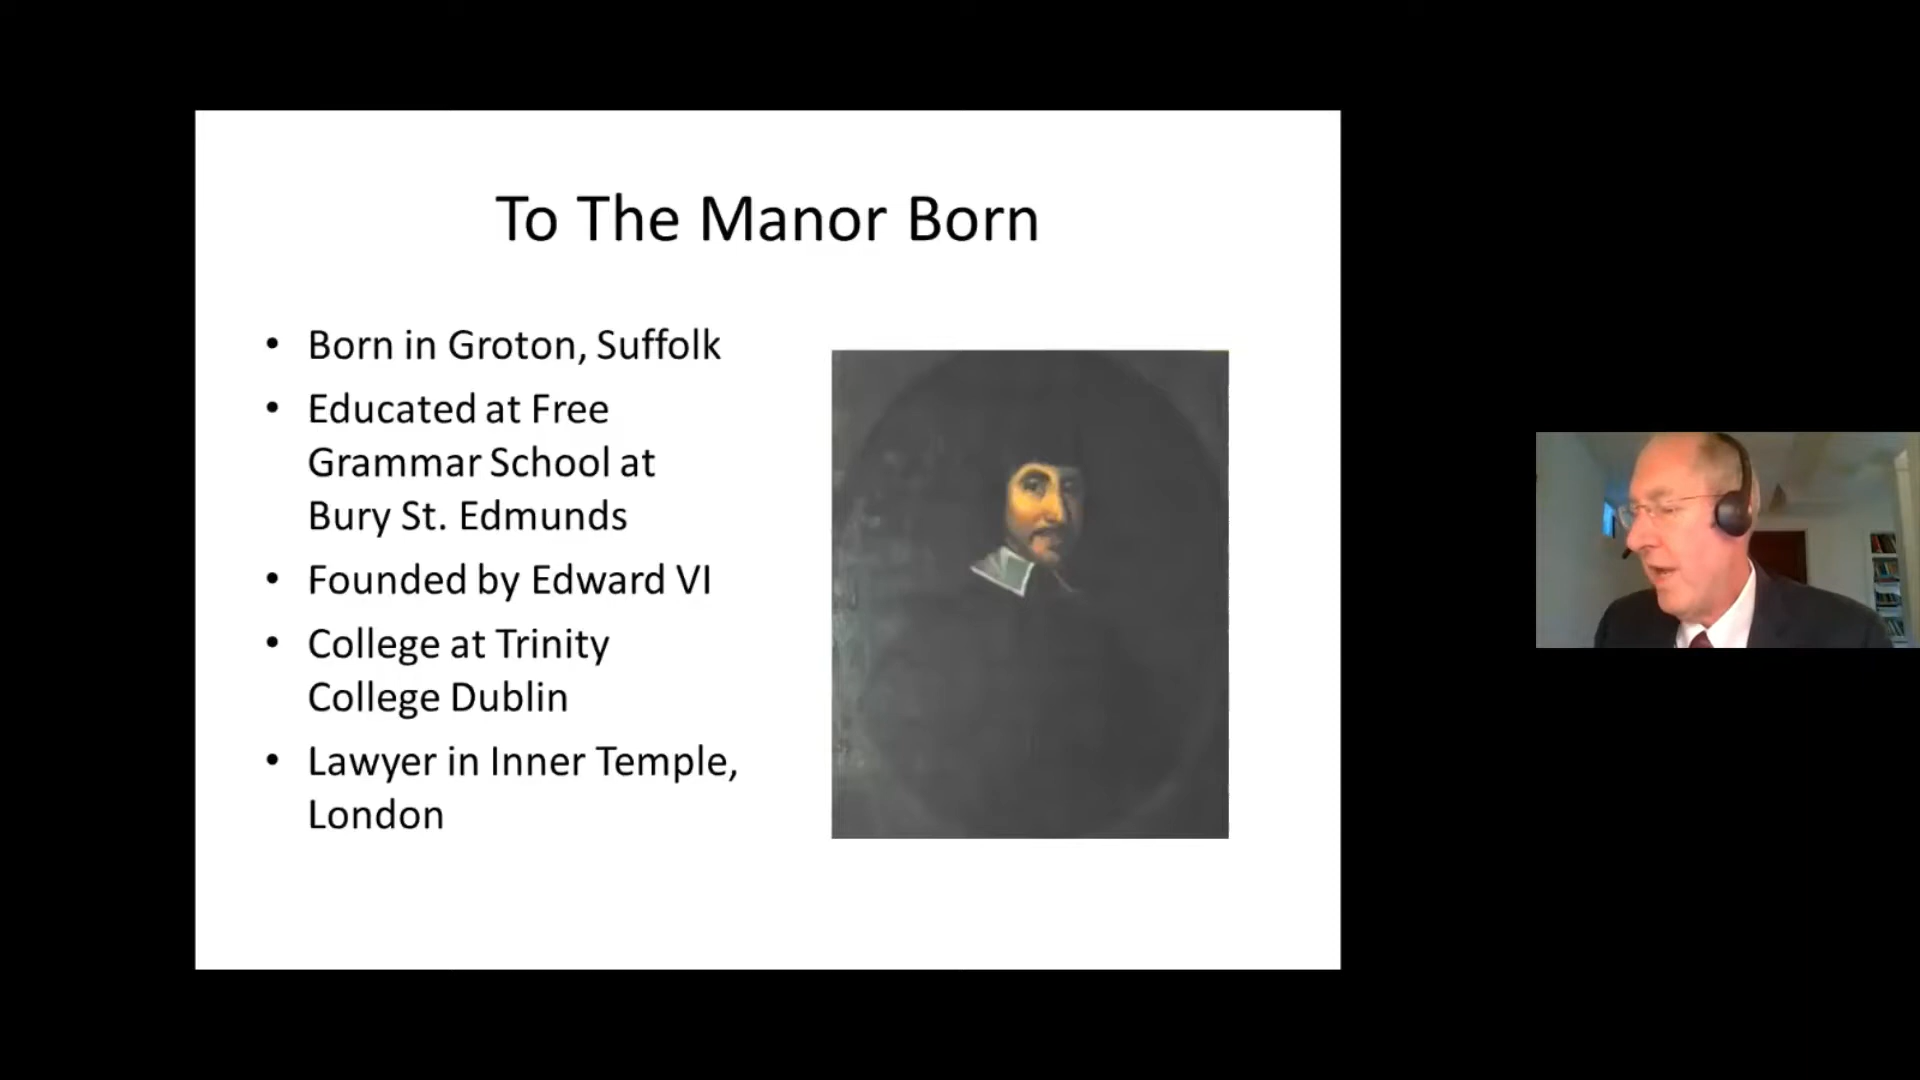 To The Manor Born
• Born in Groton, Suffolk
• Educated at Free
Grammar School at
Bury St. Edmunds
• Founded by Edward VI
• College at Trinity
College Dublin
• Lawyer in Inner Temple,
London